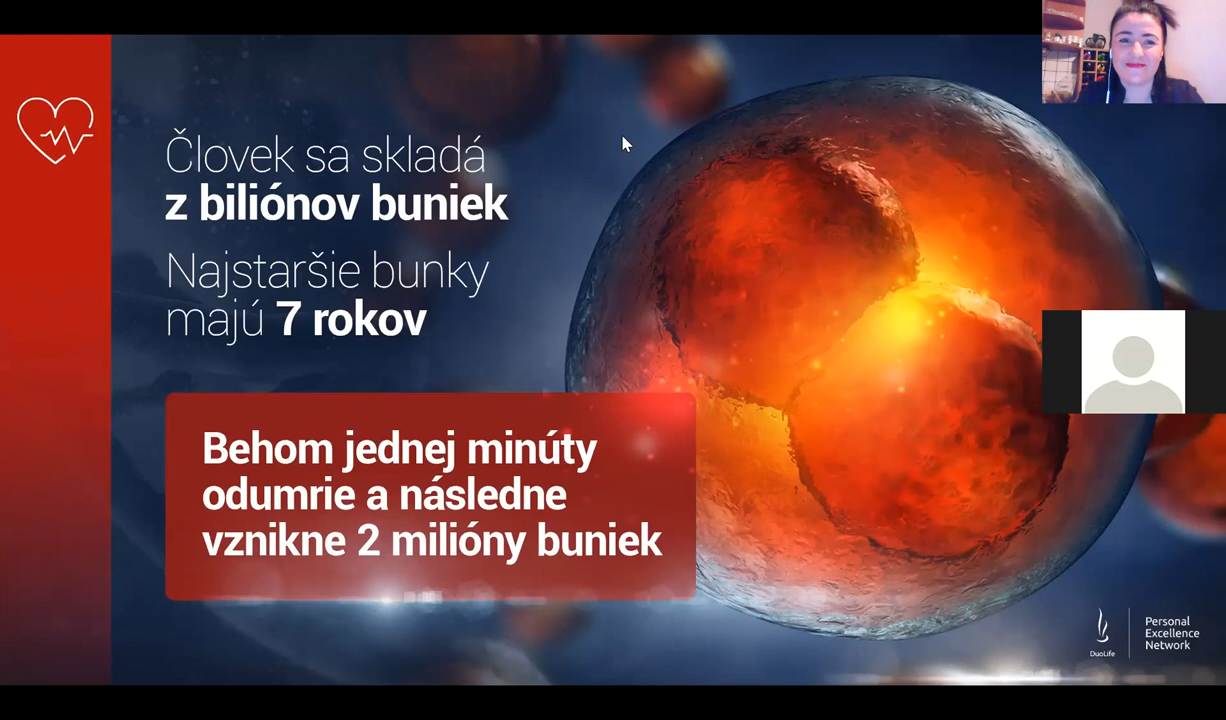 Človek sa skladá
z biliónov buniek
Najstaršie bunky
majú 7 rokov
Behom jednej minúty
odumrie a následne
vznikne 2 milióny buniek
DuoLife
Personal
Excellence
Network